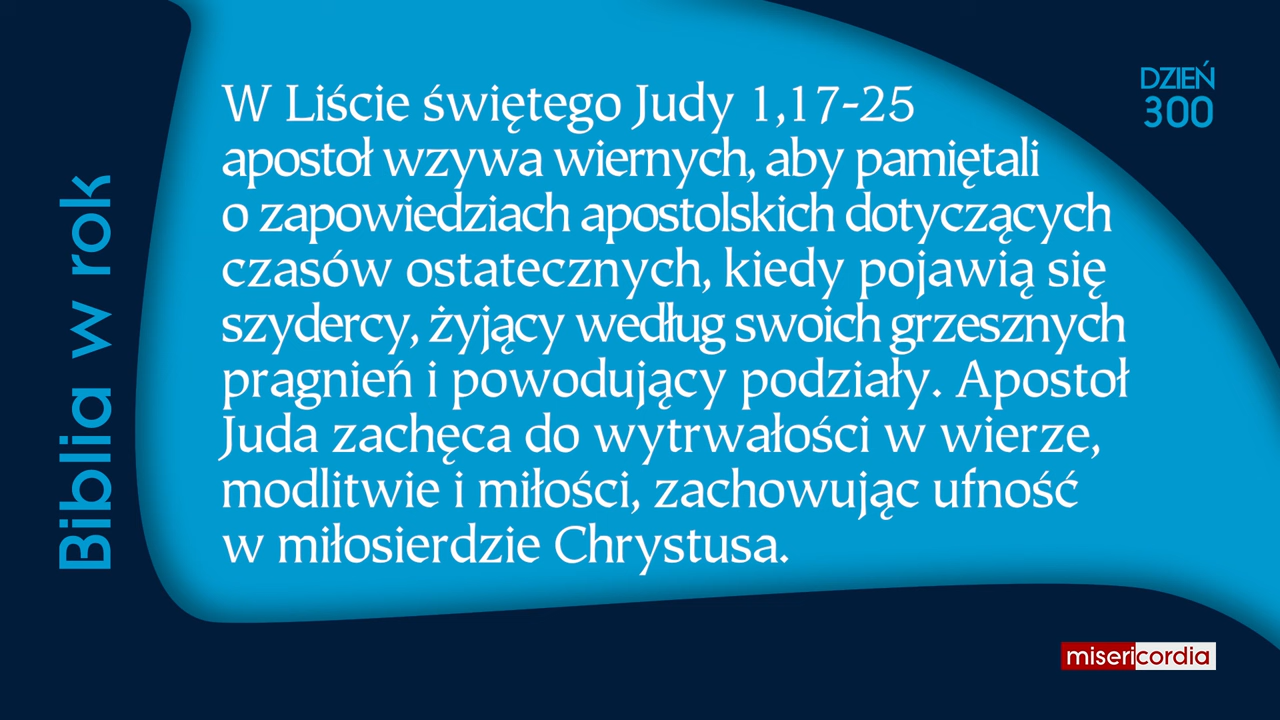 DZIEŃ
300
W Liście świętego Judy 1,17-25
apostoł wzywa wiernych, aby pamiętali
o zapowiedziach apostolskich dotyczących
czasów ostatecznych, kiedy pojawią się
szydercy, żyjący według swoich grzesznych
pragnień i powodujący podziały. Apostoł
Juda zachęca do wytrwałości w wierze,
modlitwie i miłości, zachowując ufność
w miłosierdzie Chrystusa.
Biblia w rok
misericordia